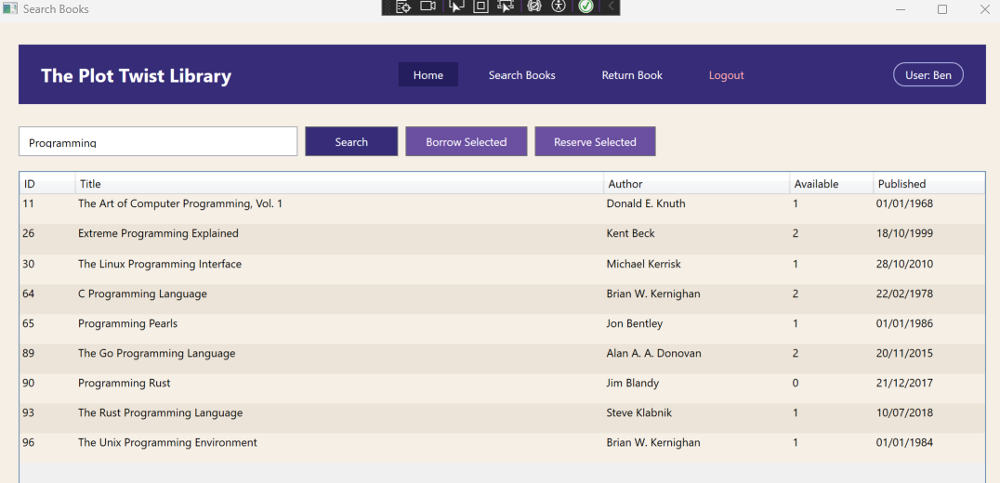 Search Books
The Plot Twist Library Home Search Books Return Book Logout User: Ben
Programming Search Borrow Selected Reserve Selected
ID Title Author Available Published
11 The Art of Computer Programming, Vol. 1 Donald E. Knuth 1 01/01/1968
26 Extreme Programming Explained Kent Beck 2 18/10/1999
30 The Linux Programming Interface Michael Kerrisk 1 28/10/2010
64 C Programming Language Brian W. Kernighan 2 22/02/1978
65 Programming Pearls Jon Bentley 1 01/01/1986
89 The Go Programming Language Alan A. A. Donovan 2 20/11/2015
90 Programming Rust Jim Blandy 0 21/12/2017
93 The Rust Programming Language Steve Klabnik 1 10/07/2018
96 The Unix Programming Environment Brian W. Kernighan 1 01/01/1984